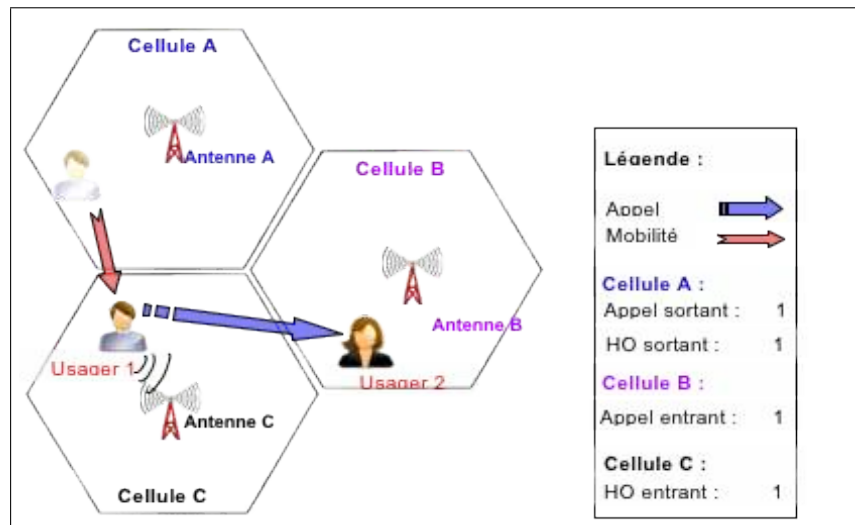 Cellule A
Antenne A
Cellule B
Antenne B
Usager 1
Usager 2
Antenne C
Cellule C
Légende :
Appel
Mobilité
Cellule A :
Appel sortant : 1
HO sortant : 1
Cellule B :
Appel entrant : 1
Cellule C :
HO entrant : 1